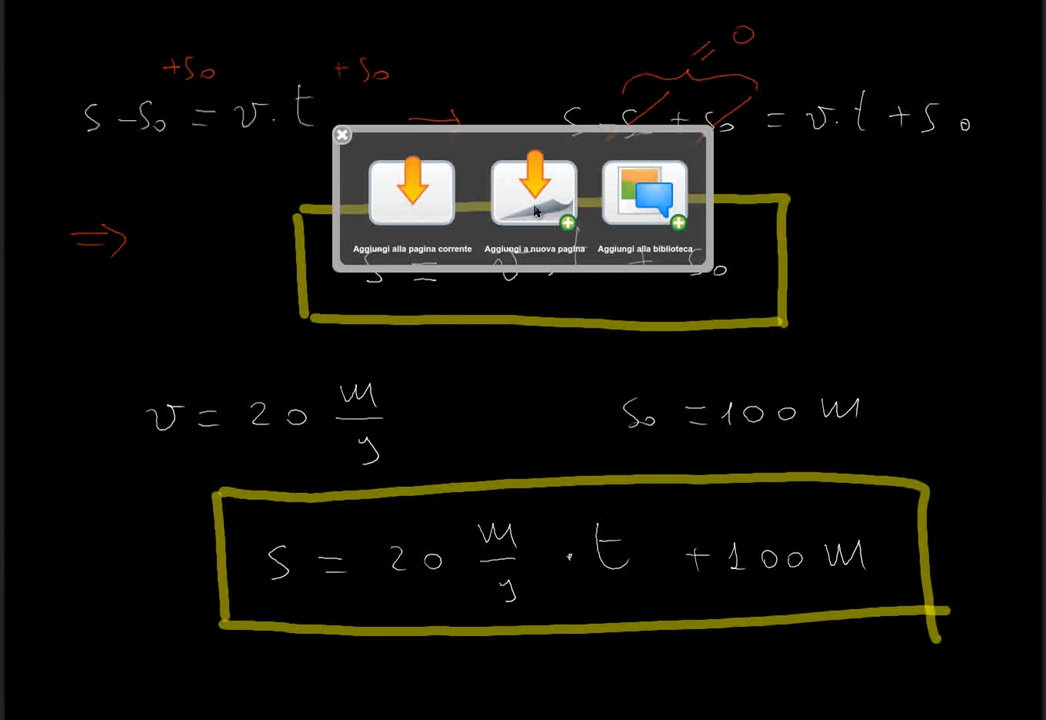 +s₀ +s₀ = 0
s - s₀ = v · t → s - s₀ + s₀ = v · t + s₀
Aggiungi alla pagina corrente Aggiungi a nuova pagina Aggiungi alla biblioteca
⇒ s = v · t + s₀
v = 20 m/s s₀ = 100 m
s = 20 m/s · t + 100 m